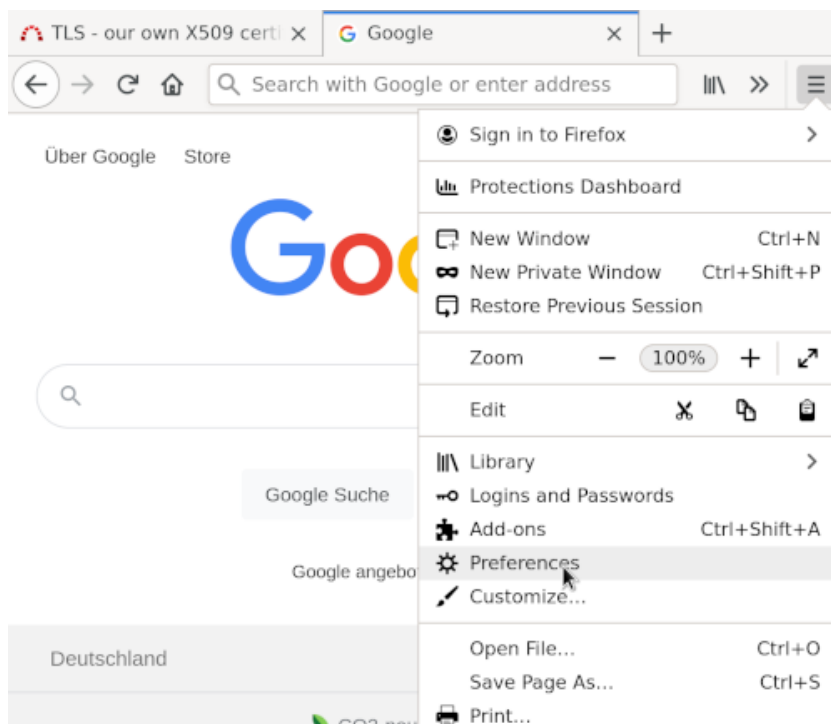 TLS - our own X509 certi
Google
Search with Google or enter address
Über Google Store
Goo
Google Suche
Google angebo
Deutschland
Sign in to Firefox
Protections Dashboard
New Window Ctrl+N
New Private Window Ctrl+Shift+P
Restore Previous Session
Zoom 100%
Edit
Library
Logins and Passwords
Add-ons Ctrl+Shift+A
Preferences
Customize...
Open File... Ctrl+O
Save Page As... Ctrl+S
Print...